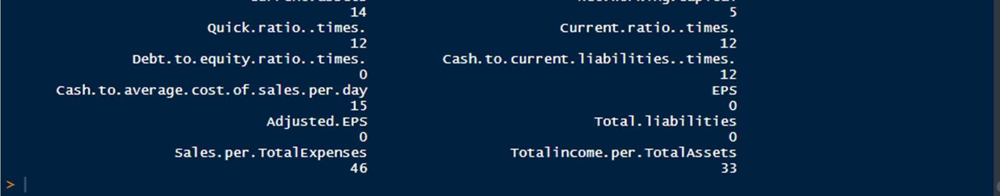 14 5
Quick.ratio..times. Current.ratio..times.
12 12
Debt.to.equity.ratio..times. Cash.to.current.liabilities..times.
0 12
Cash.to.average.cost.of.sales.per.day EPS
15 0
Adjusted.EPS Total.liabilities
0 0
Sales.per.TotalExpenses Totalincome.per.TotalAssets
46 33
>